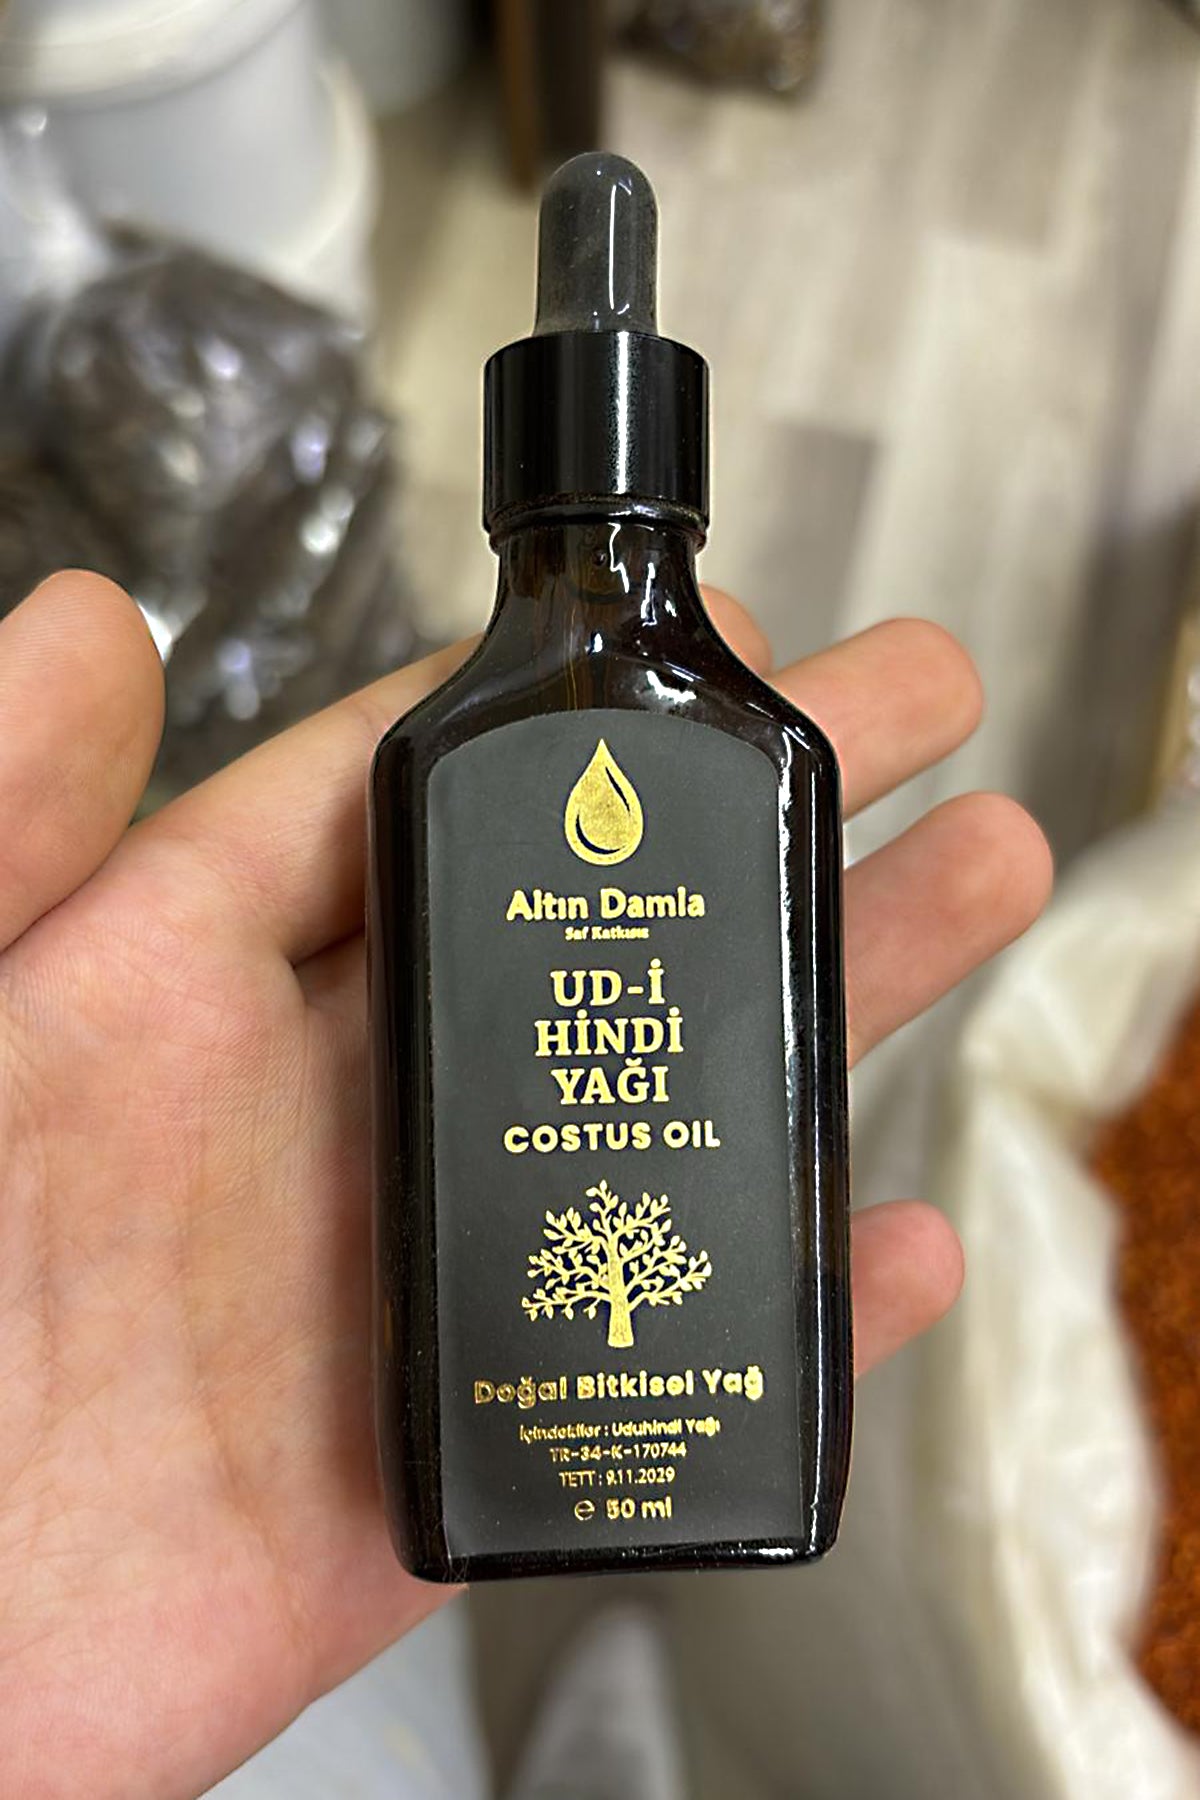 Altın Damla
Saf Katkısız
UD-İ
HİNDİ
YAĞI
COSTUS OIL
Doğal Bitkisel Yağ
İçindekiler : Uduhindi Yağı
TR-34-K-170744
TETT : 9.11.2029
℮ 50 ml